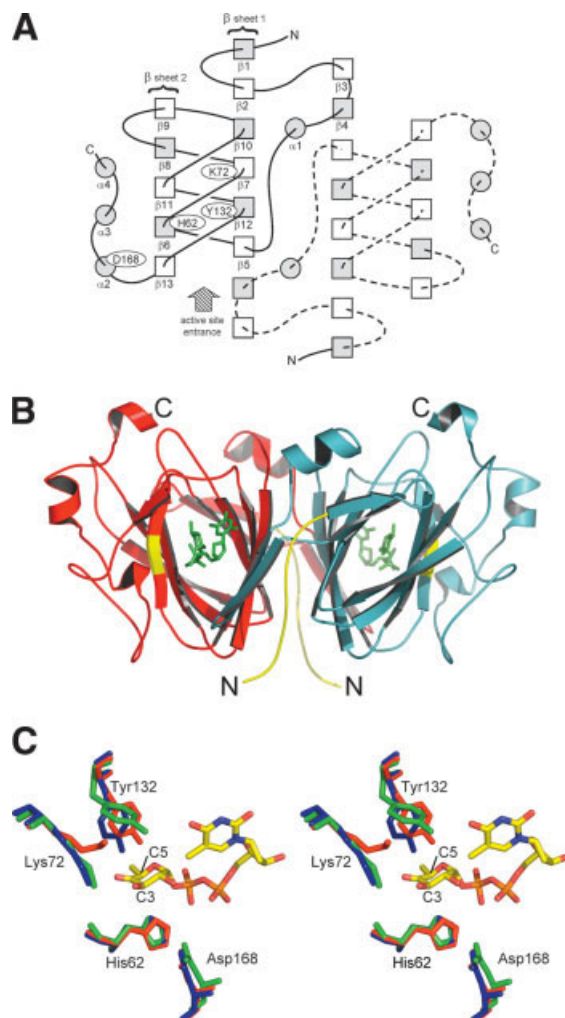 A
β sheet 1
N
β1
β sheet 2
β2
β3
β9
β4
β10
α1
C
β8
K72
α4
β7
β11
Y132
H62
β12
α3
β6
D168
β5
C
α2
β13
active site
entrance
N
B
C
C
N
N
C
Tyr132
Tyr132
C5
C5
Lys72
Lys72
C3
C3
His62
Asp168
His62
Asp168